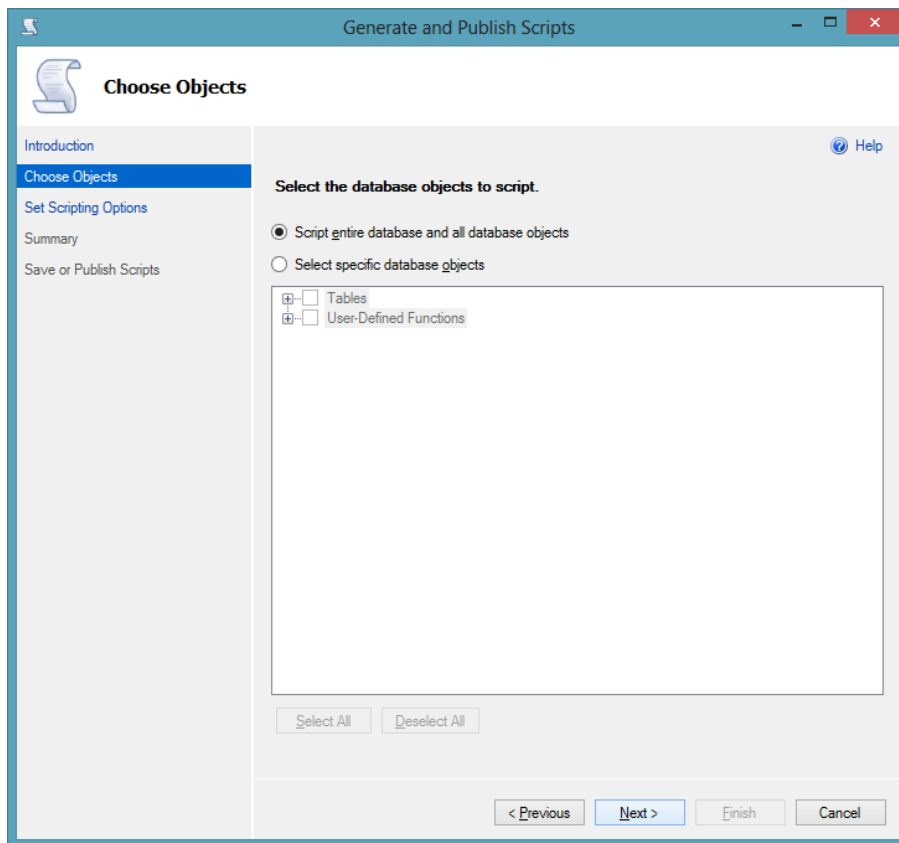 Generate and Publish Scripts
Choose Objects
Introduction
Help
Choose Objects
Select the database objects to script.
Set Scripting Options
Script entire database and all database objects
Summary
Select specific database objects
Save or Publish Scripts
Tables
User-Defined Functions
Select All Deselect All
< Previous Next > Finish Cancel